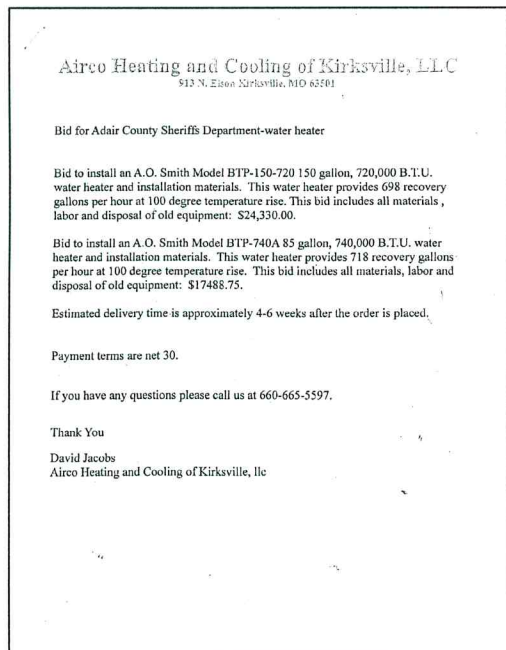 Airco Heating and Cooling of Kirksville, LLC
913 N. Elson Kirksville, MO 63501
Bid for Adair County Sheriffs Department-water heater
Bid to install an A.O. Smith Model BTP-150-720 150 gallon, 720,000 B.T.U.
water heater and installation materials. This water heater provides 698 recovery
gallons per hour at 100 degree temperature rise. This bid includes all materials ,
labor and disposal of old equipment: $24,330.00.
Bid to install an A.O. Smith Model BTP-740A 85 gallon, 740,000 B.T.U. water
heater and installation materials. This water heater provides 718 recovery gallons
per hour at 100 degree temperature rise. This bid includes all materials, labor and
disposal of old equipment: $17488.75.
Estimated delivery time is approximately 4-6 weeks after the order is placed.
Payment terms are net 30.
If you have any questions please call us at 660-665-5597.
Thank You
David Jacobs
Airco Heating and Cooling of Kirksville, llc